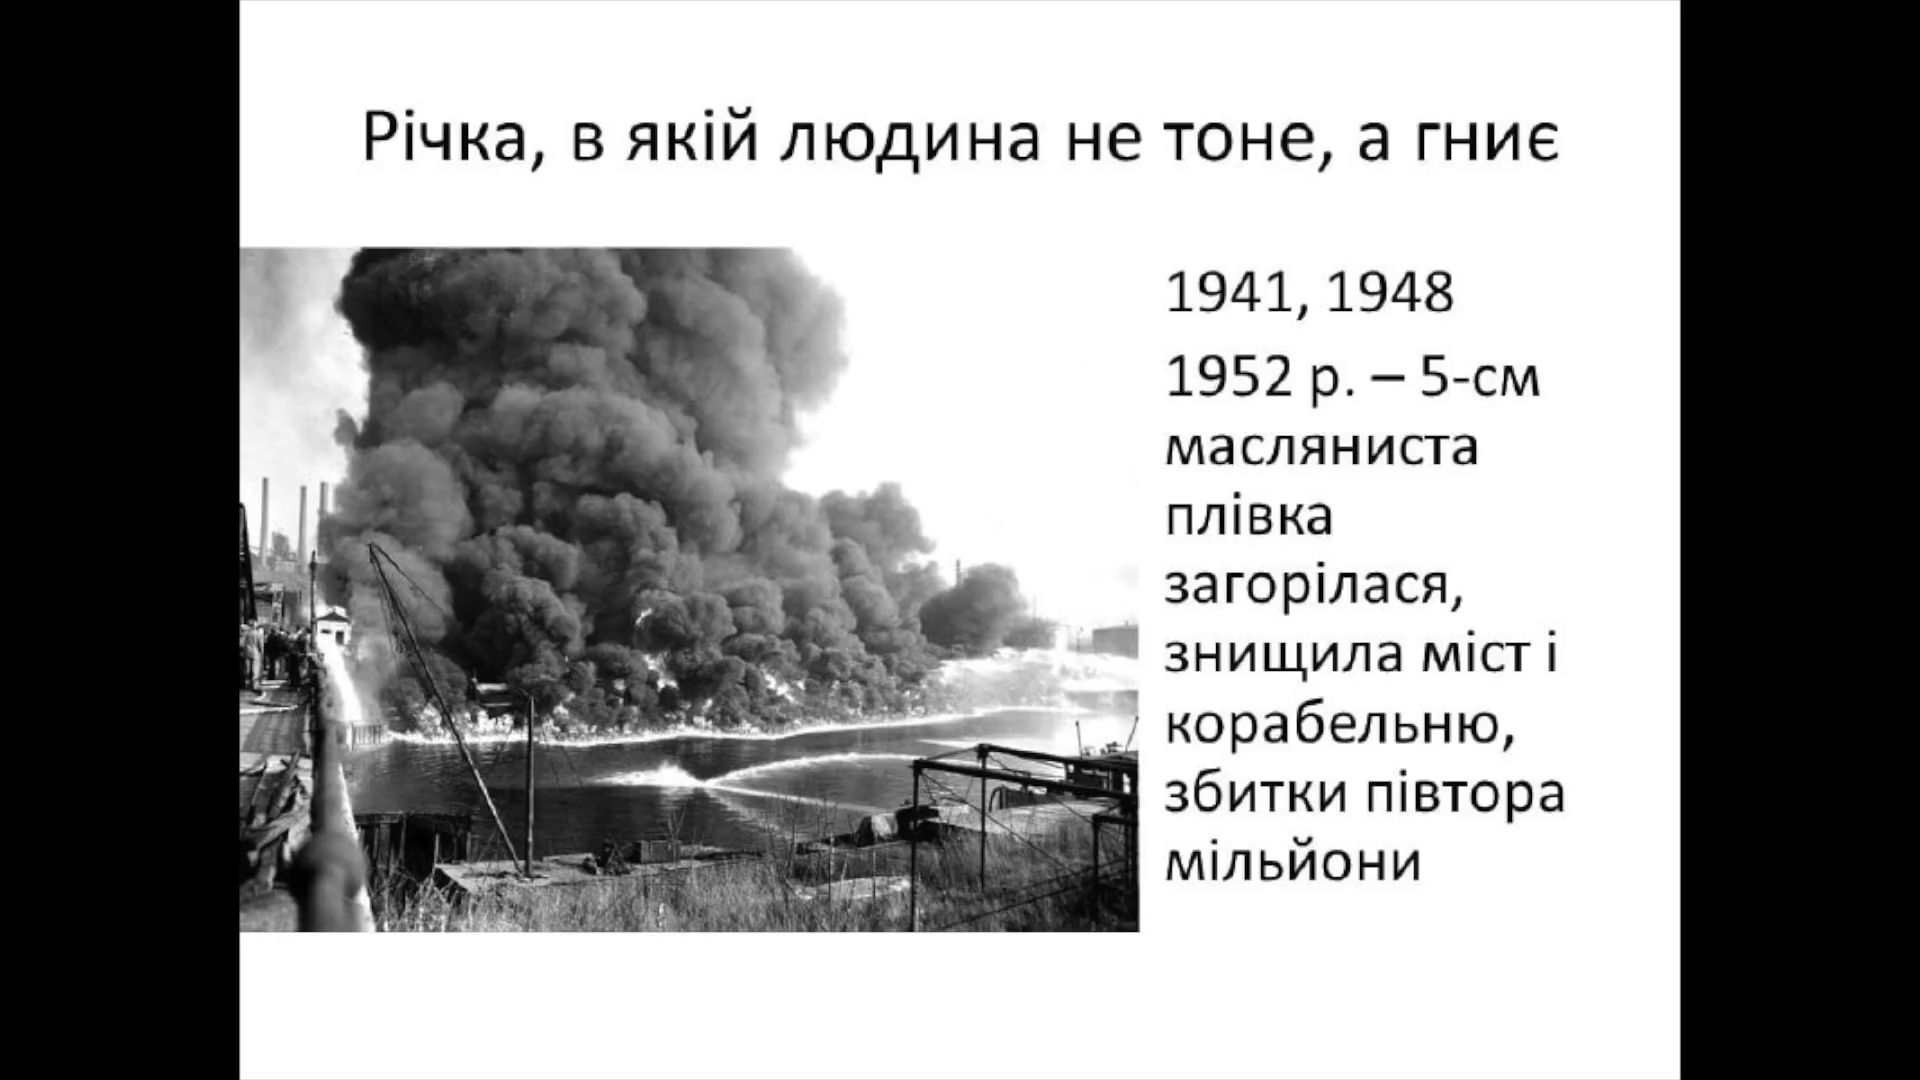 Річка, в якій людина не тоне, а гниє
1941, 1948
1952 р. – 5-см
масляниста
плівка
загорілася,
знищила міст і
корабельню,
збитки півтора
мільйони